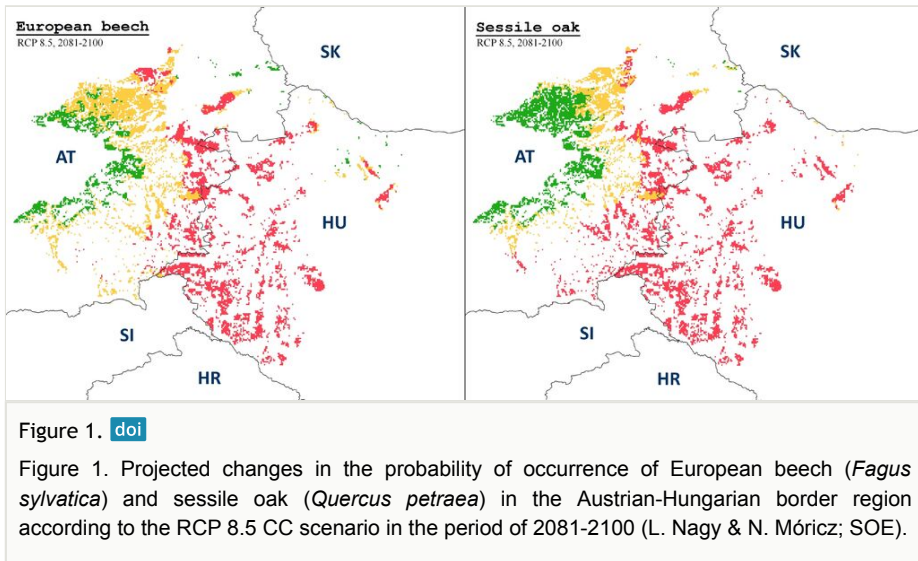 European beech
RCP 8.5, 2081-2100
SK
AT
HU
SI
HR
Sessile oak
RCP 8.5, 2081-2100
SK
AT
HU
SI
HR
Figure 1. doi
Figure 1. Projected changes in the probability of occurrence of European beech (Fagus
sylvatica) and sessile oak (Quercus petraea) in the Austrian-Hungarian border region
according to the RCP 8.5 CC scenario in the period of 2081-2100 (L. Nagy & N. Móricz; SOE).